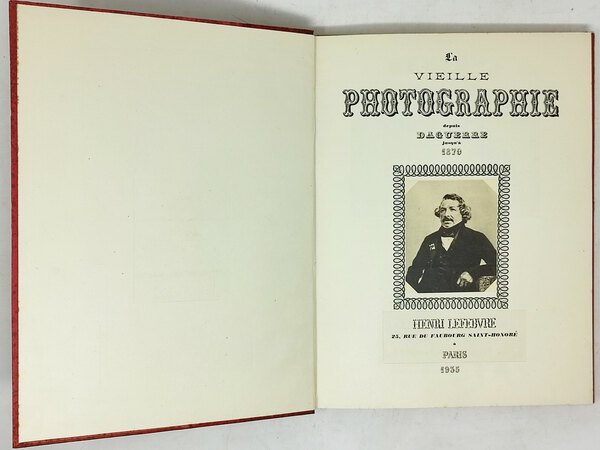 La
VIEILLE
PHOTOGRAPHIE
depuis
DAGUERRE
jusqu'à
1870
HENRI LEFEBVRE
25, RUE DU FAUBOURG SAINT-HONORÉ
à
PARIS
1935